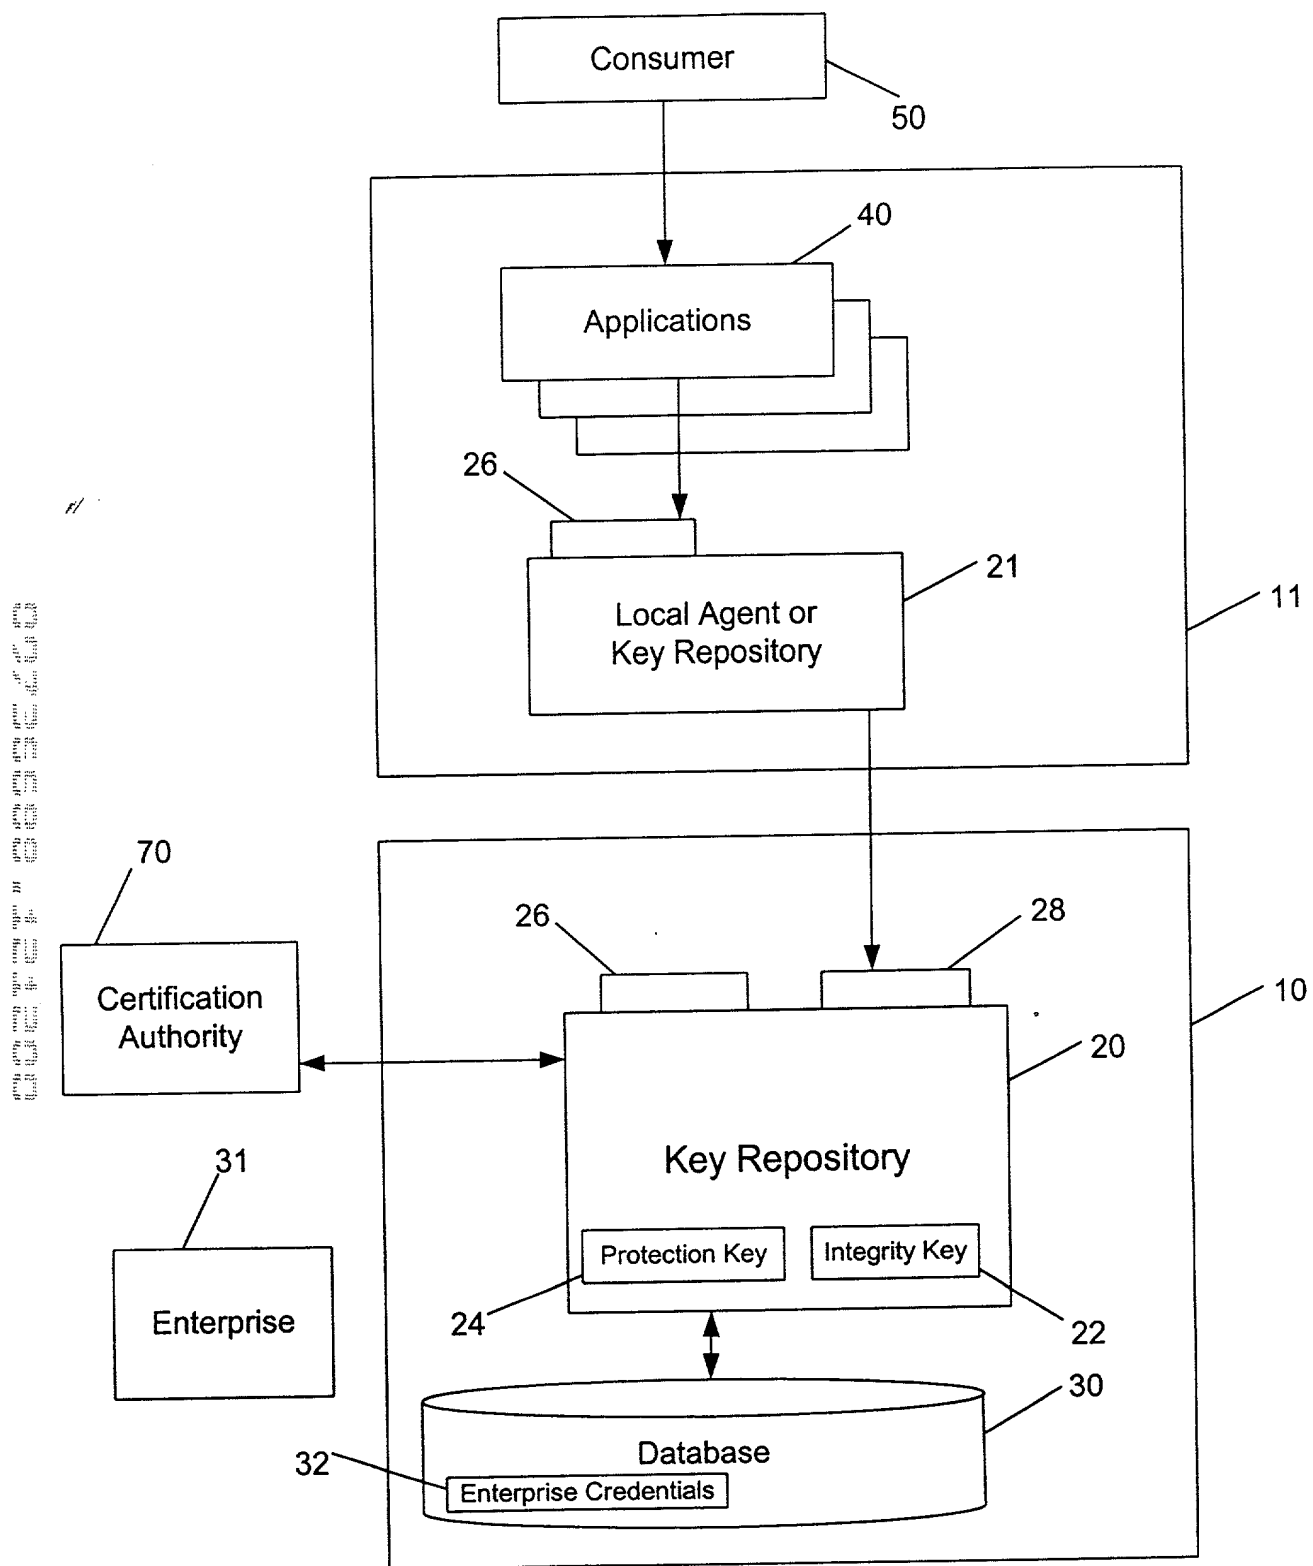 Consumer
50
40
Applications
26
21
Local Agent or
Key Repository
11
70
26
28
Certification
Authority
10
20
Key Repository
31
Protection Key
Integrity Key
Enterprise
24
22
30
Database
32
Enterprise Credentials